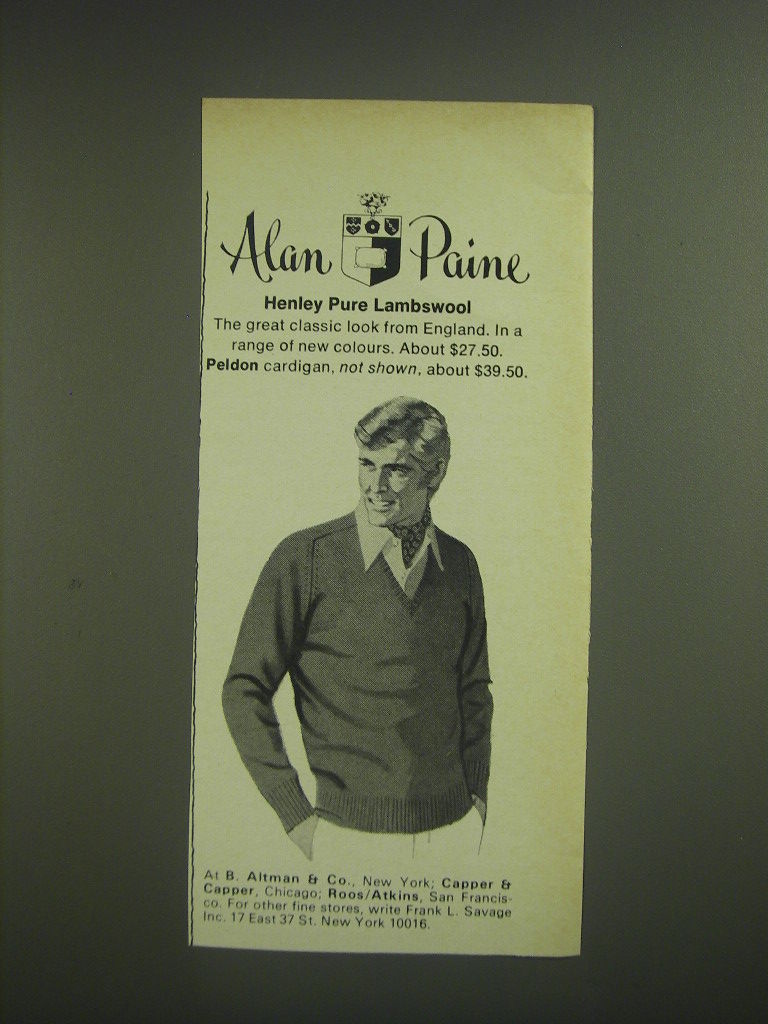 Alan Paine
Henley Pure Lambswool
The great classic look from England. In a
range of new colours. About $27.50.
Peldon cardigan, not shown, about $39.50.
At B. Altman & Co., New York; Capper &
Capper, Chicago; Roos/Atkins, San Francis-
co. For other fine stores, write Frank L. Savage
Inc. 17 East 37 St. New York 10016.